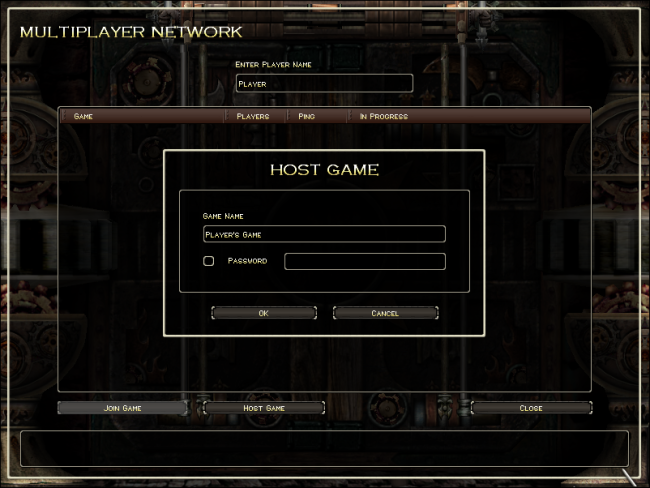 MULTIPLAYER NETWORK
ENTER PLAYER NAME
PLAYER
GAME PLAYERS PING IN PROGRESS
HOST GAME
GAME NAME
PLAYER'S GAME
PASSWORD
OK CANCEL
JOIN GAME HOST GAME CLOSE